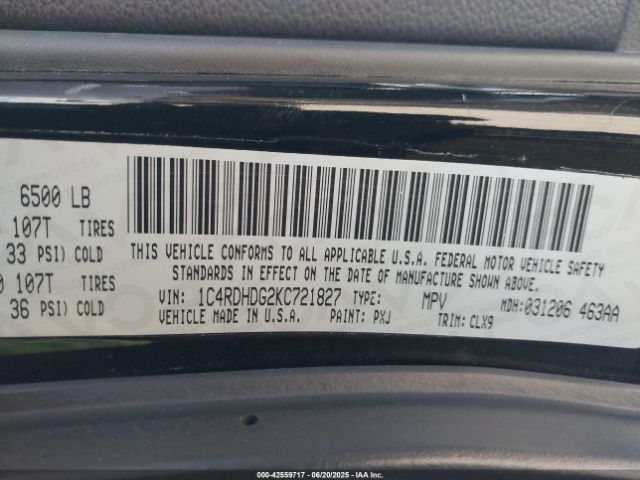 6500 LB
107T TIRES
33 PSI) COLD
107T TIRES
36 PSI) COLD
THIS VEHICLE CONFORMS TO ALL APPLICABLE U.S.A. FEDERAL MOTOR VEHICLE SAFETY
STANDARDS IN EFFECT ON THE DATE OF MANUFACTURE SHOWN ABOVE.
VIN: 1C4RDHDG2KC721827 TYPE: MPV MDH:031206 463AA
VEHICLE MADE IN U.S.A. PAINT: PXJ TRIM: CLX9
00-42559717 - 06/20/2025 - IAA Inc.